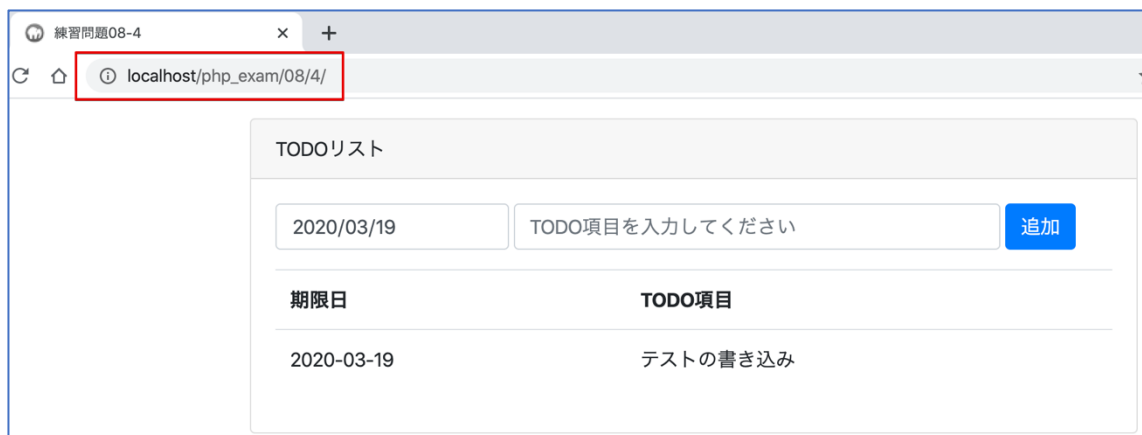 練習問題08-4
localhost/php_exam/08/4/
TODOリスト
2020/03/19 TODO項目を入力してください 追加
期限日 TODO項目
2020-03-19 テストの書き込み